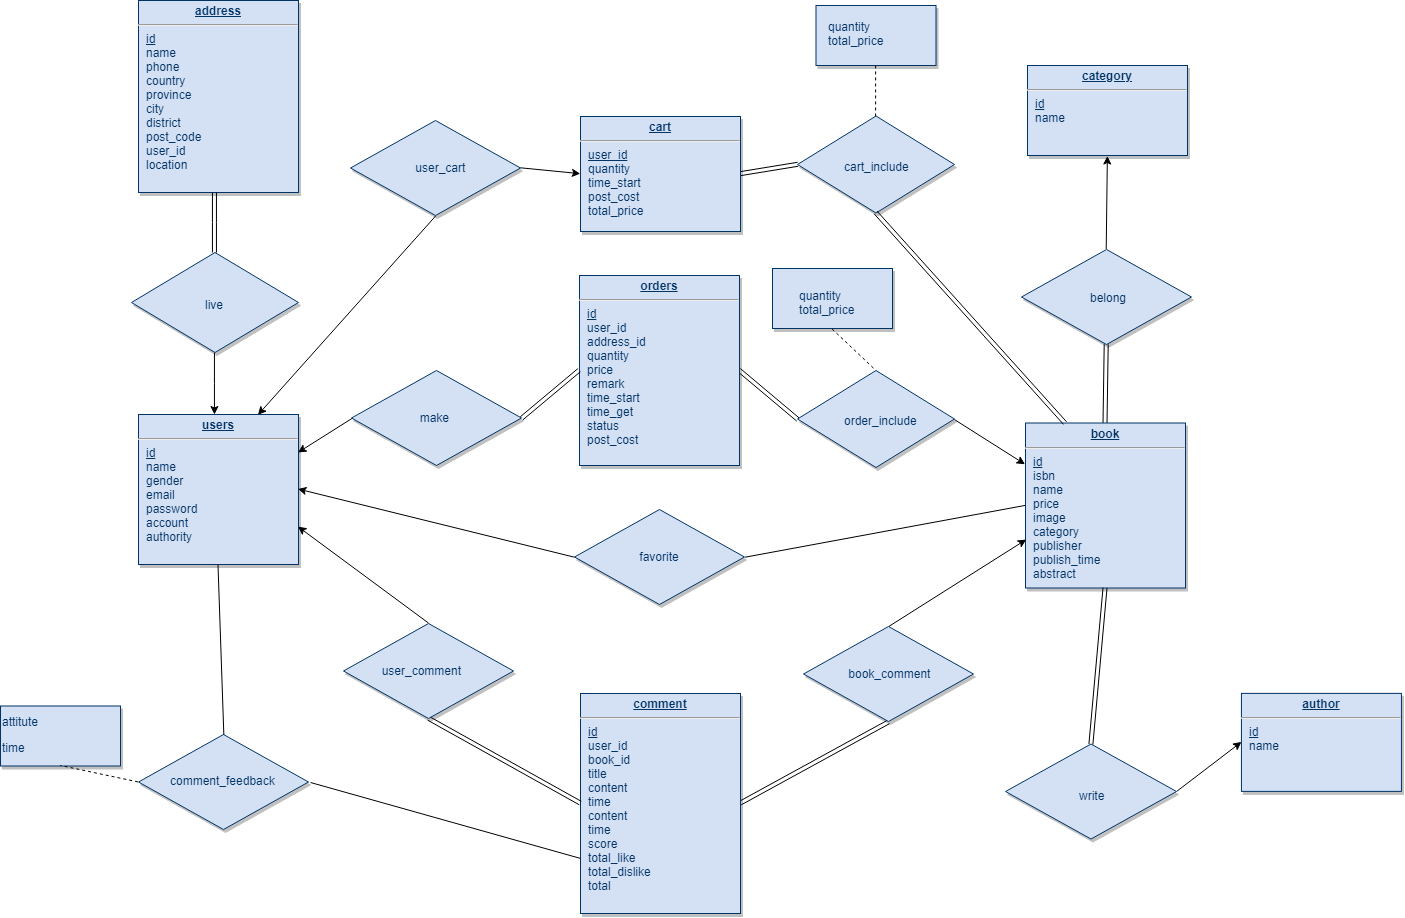 address
id
name
phone
country
province
city
district
post_code
user_id
location
quantity
total_price
category
id
name
user_cart
cart
user_id
quantity
time_start
post_cost
total_price
cart_include
live
orders
id
user_id
address_id
quantity
price
remark
time_start
time_get
status
post_cost
quantity
total_price
belong
make
order_include
users
id
name
gender
email
password
account
authority
book
id
isbn
name
price
image
category
publisher
publish_time
abstract
favorite
user_comment
book_comment
attitute
time
comment_feedback
comment
id
user_id
book_id
title
content
time
content
time
score
total_like
total_dislike
total
write
author
id
name